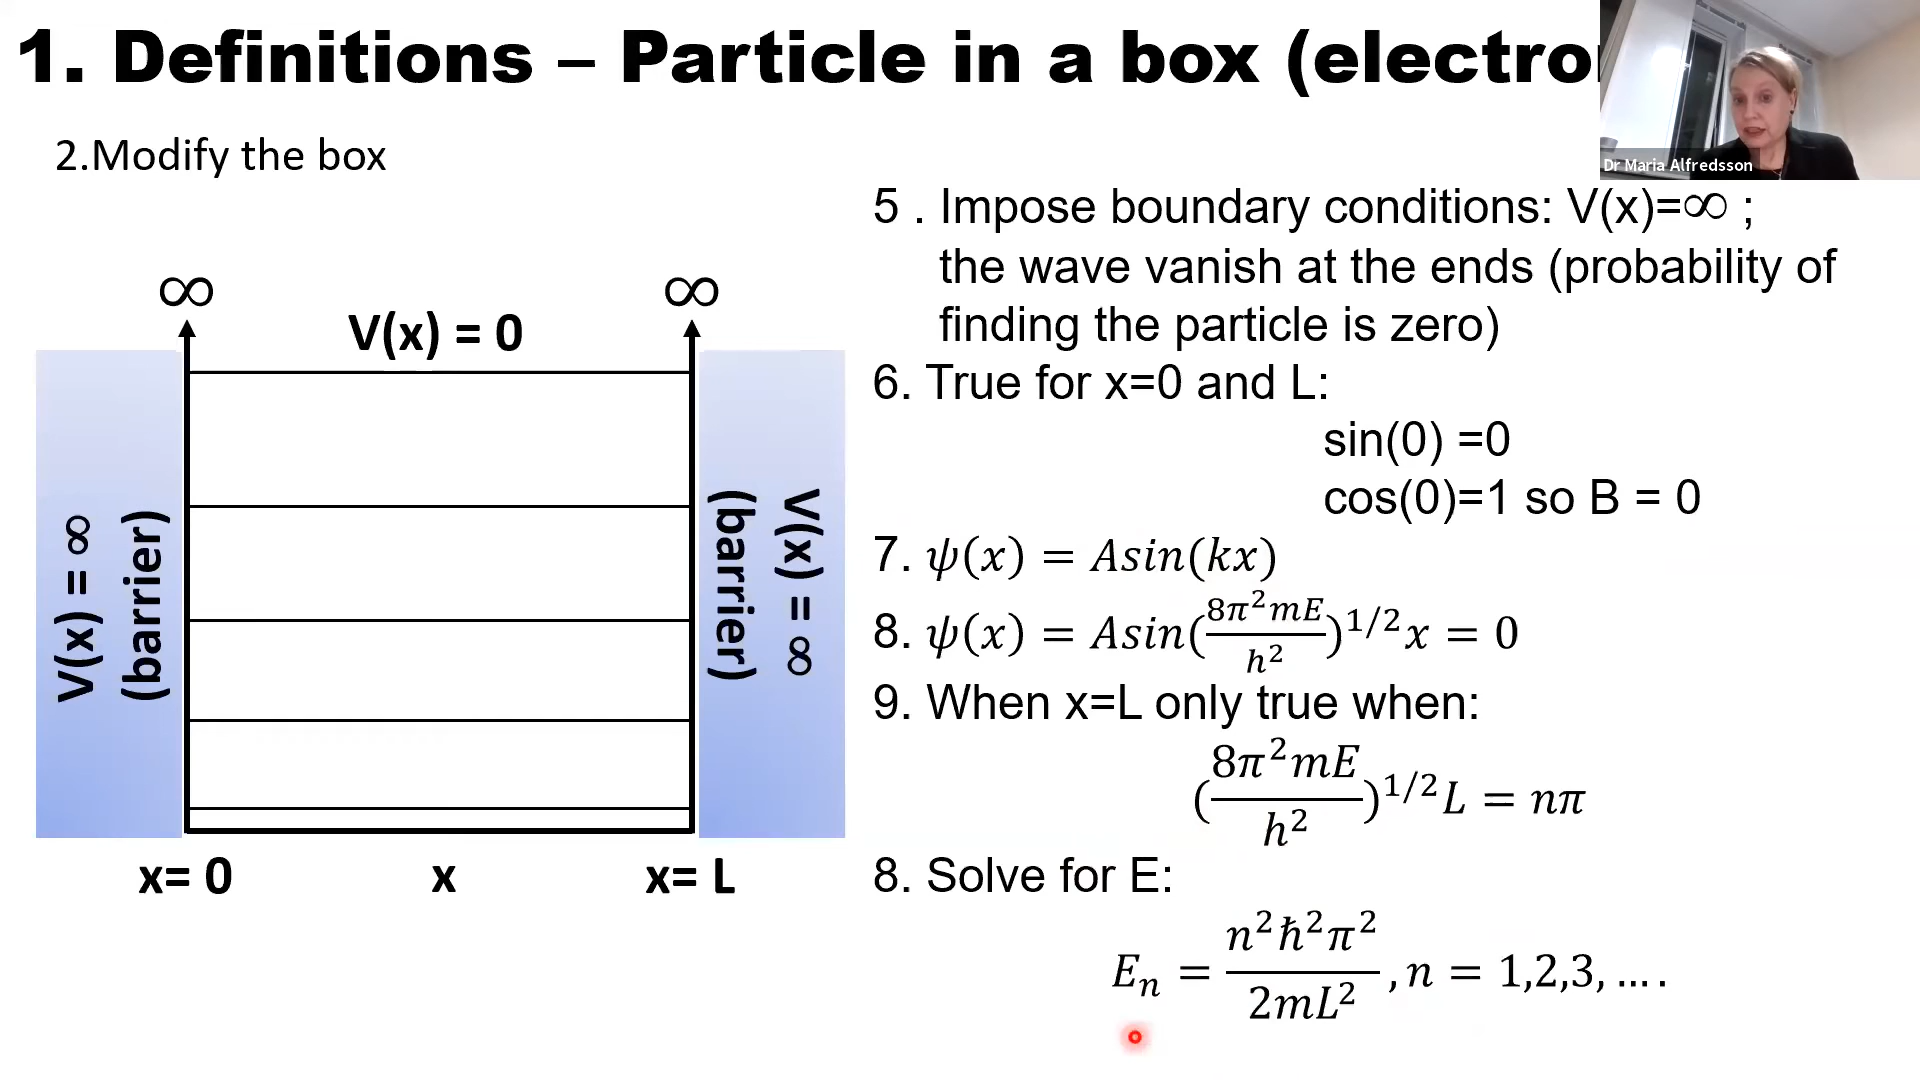 1. Definitions – Particle in a box (electro
Dr Maria Alfredsson
2.Modify the box
∞ ∞
V(x) = 0
V(x) = ∞
(barrier)
V(x) = ∞
(barrier)
x= 0 x x= L
5 . Impose boundary conditions: V(x)=∞ ;
the wave vanish at the ends (probability of
finding the particle is zero)
6. True for x=0 and L:
sin(0) =0
cos(0)=1 so B = 0
7. ψ(x) = Asin(kx)
8. ψ(x) = Asin(8π²mE/h²)^1/2 x = 0
9. When x=L only true when:
(8π²mE/h²)^1/2 L = nπ
8. Solve for E:
Eₙ = n²ħ²π²/2mL² , n = 1,2,3, ….